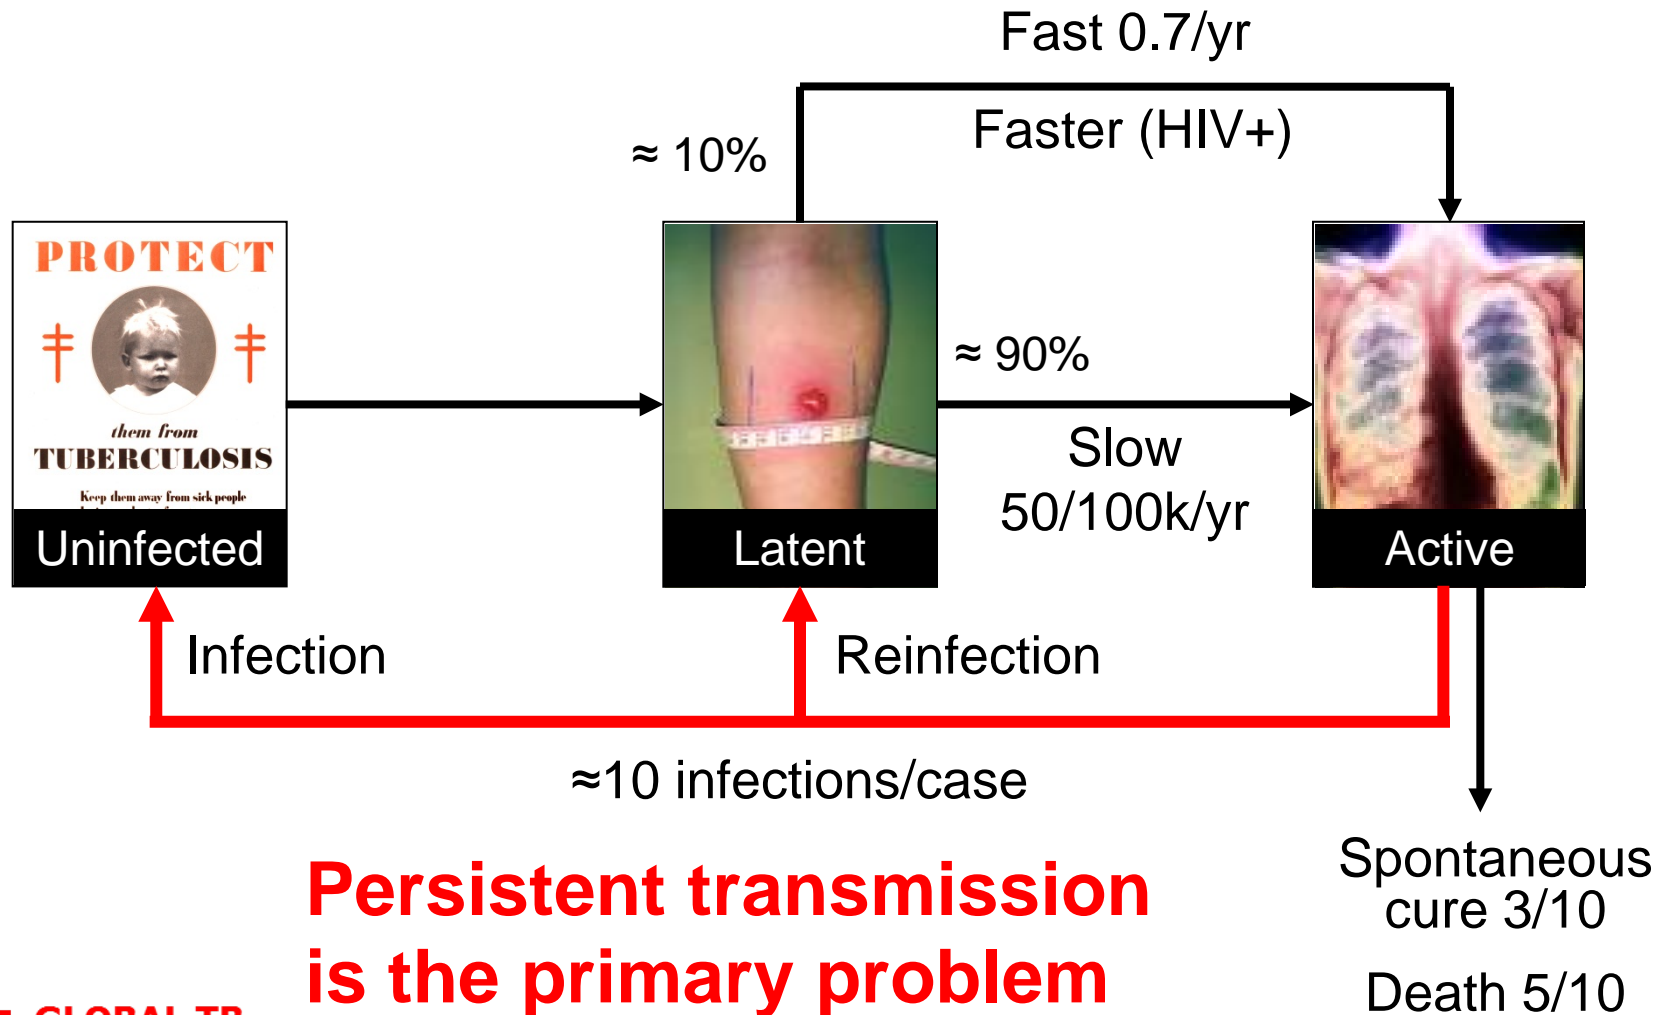 Fast 0.7/yr
Faster (HIV+)
≈ 10%
PROTECT
them from
TUBERCULOSIS
Keep them away from sick people
Uninfected
Latent
≈ 90%
Slow
50/100k/yr
Active
Infection
Reinfection
≈10 infections/case
Persistent transmission
is the primary problem
Spontaneous
cure 3/10
Death 5/10
GLOBAL TB